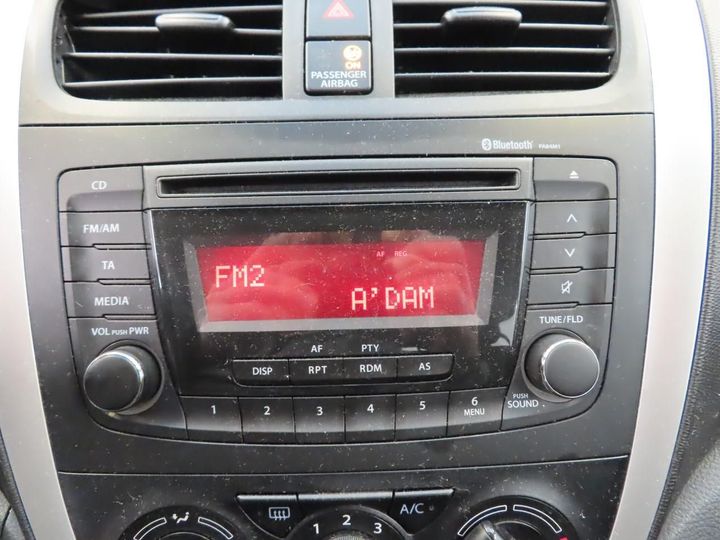 ON
PASSENGER
AIRBAG
Bluetooth® PA84M1
CD
FM/AM
TA
MEDIA
VOL PUSH PWR
AF REG
FM2
A'DAM
TUNE/FLD
AF PTY
DISP RPT RDM AS
PUSH
SOUND
1 2 3 4 5 6
MENU
A/C
1 2 3